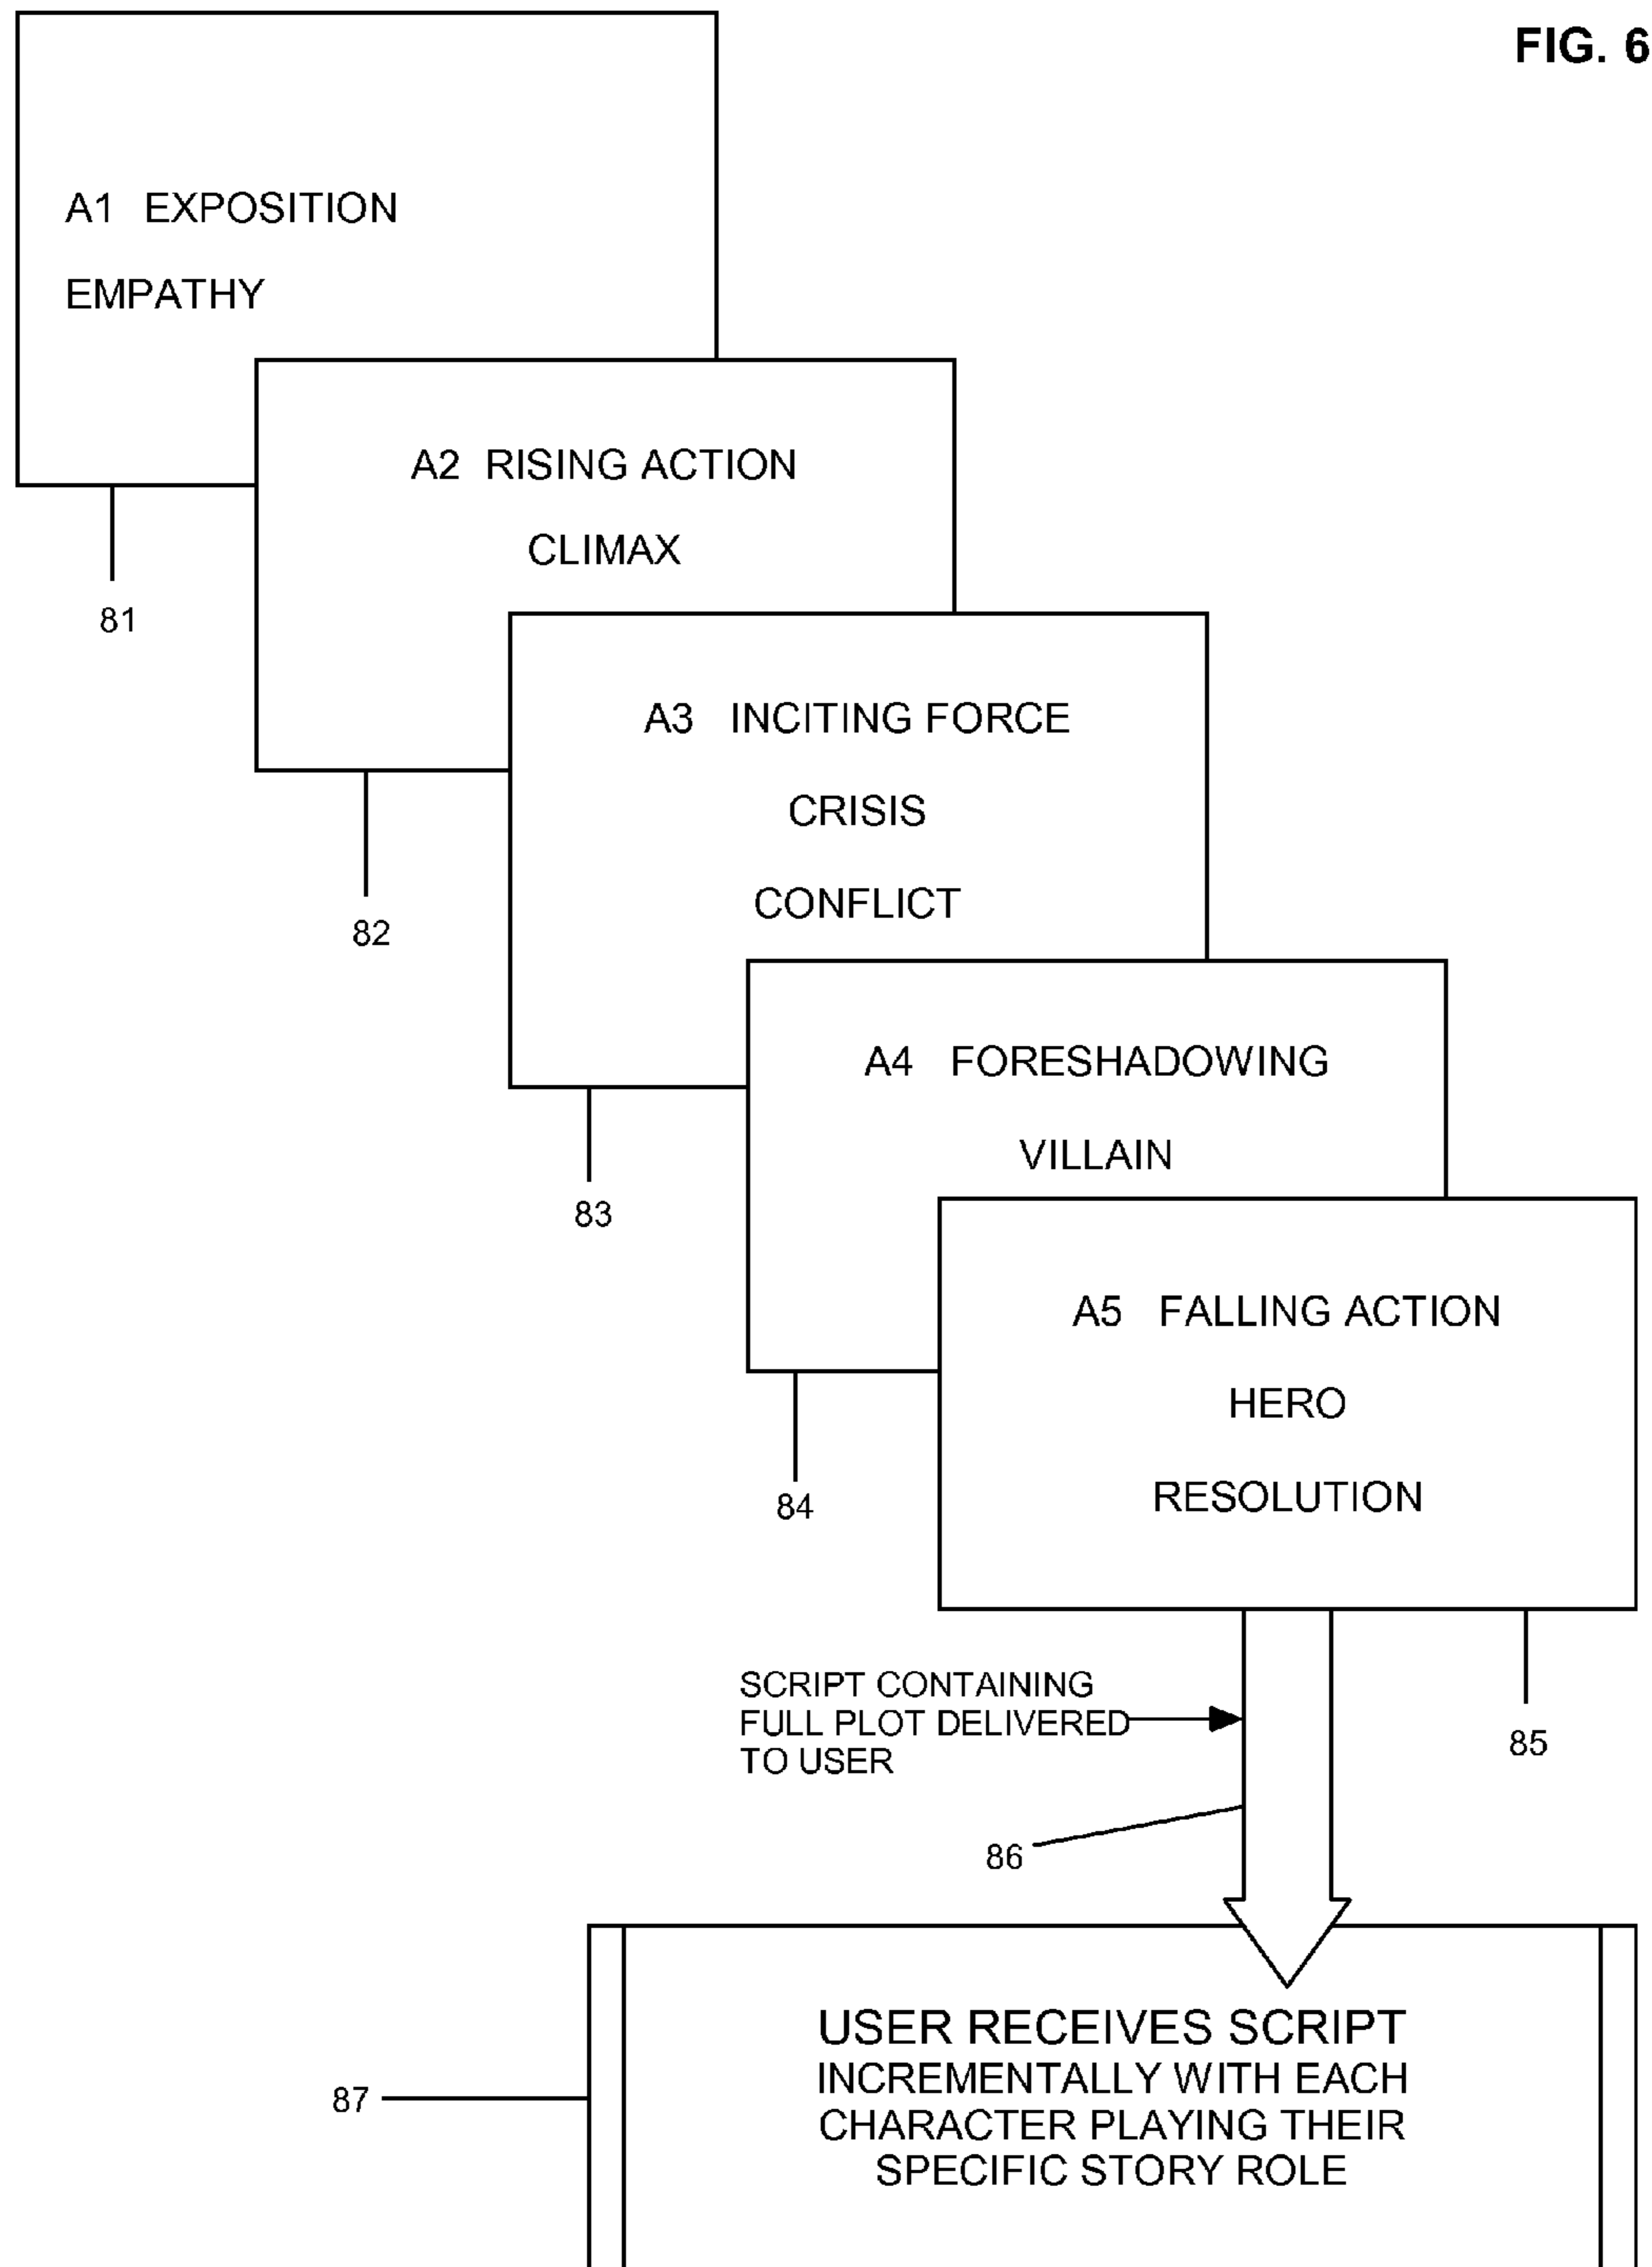 FIG. 6
A1 EXPOSITION
EMPATHY
A2 RISING ACTION
CLIMAX
81
A3 INCITING FORCE
CRISIS
CONFLICT
82
A4 FORESHADOWING
VILLAIN
83
A5 FALLING ACTION
HERO
RESOLUTION
84
SCRIPT CONTAINING
FULL PLOT DELIVERED
TO USER
85
86
USER RECEIVES SCRIPT
INCREMENTALLY WITH EACH
CHARACTER PLAYING THEIR
SPECIFIC STORY ROLE
87